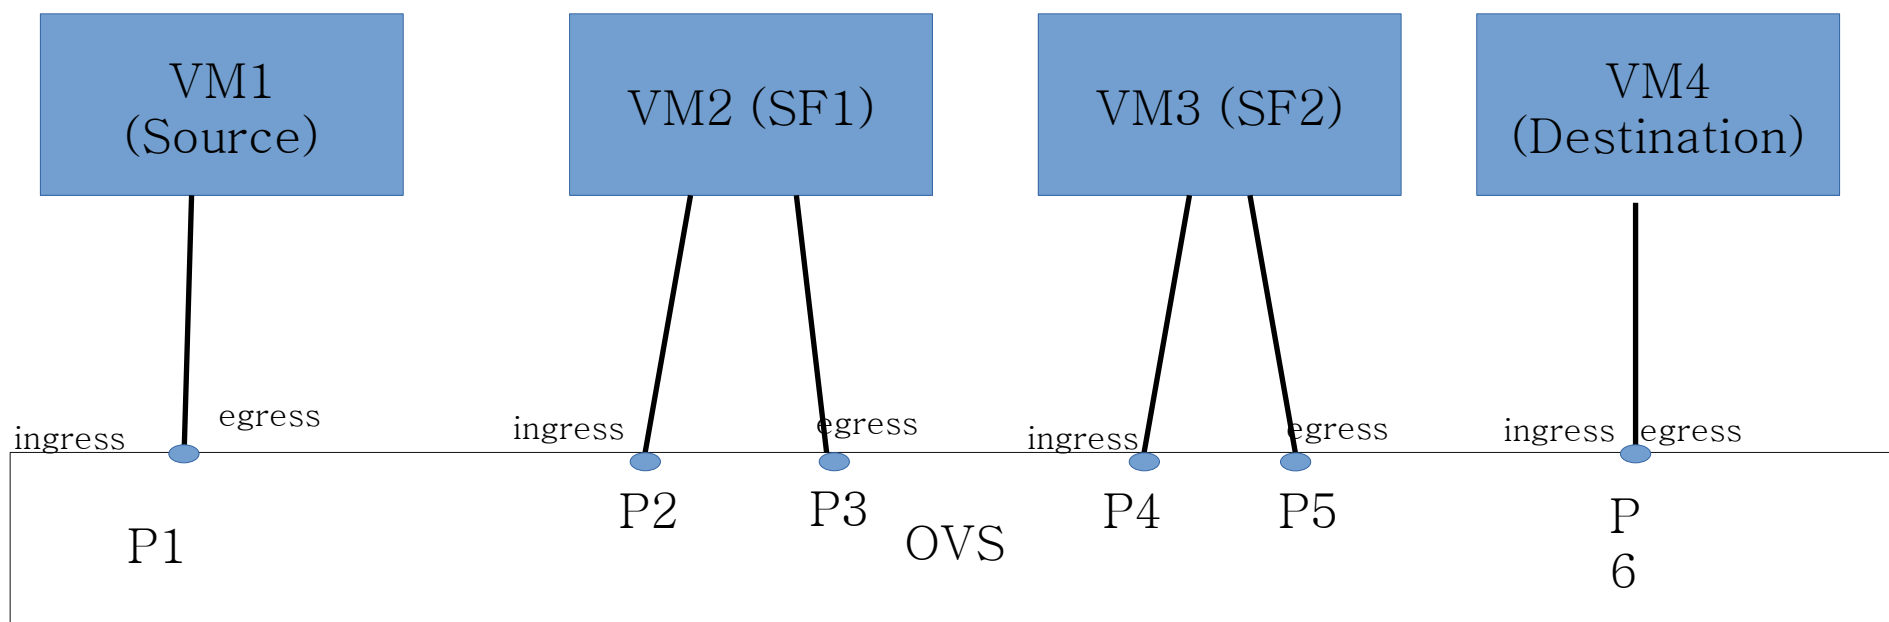 VM1
(Source)
VM2 (SF1)
VM3 (SF2)
VM4
(Destination)
ingress
egress
ingress
egress
ingress
egress
ingress
egress
P1
P2
P3
OVS
P4
P5
P
6